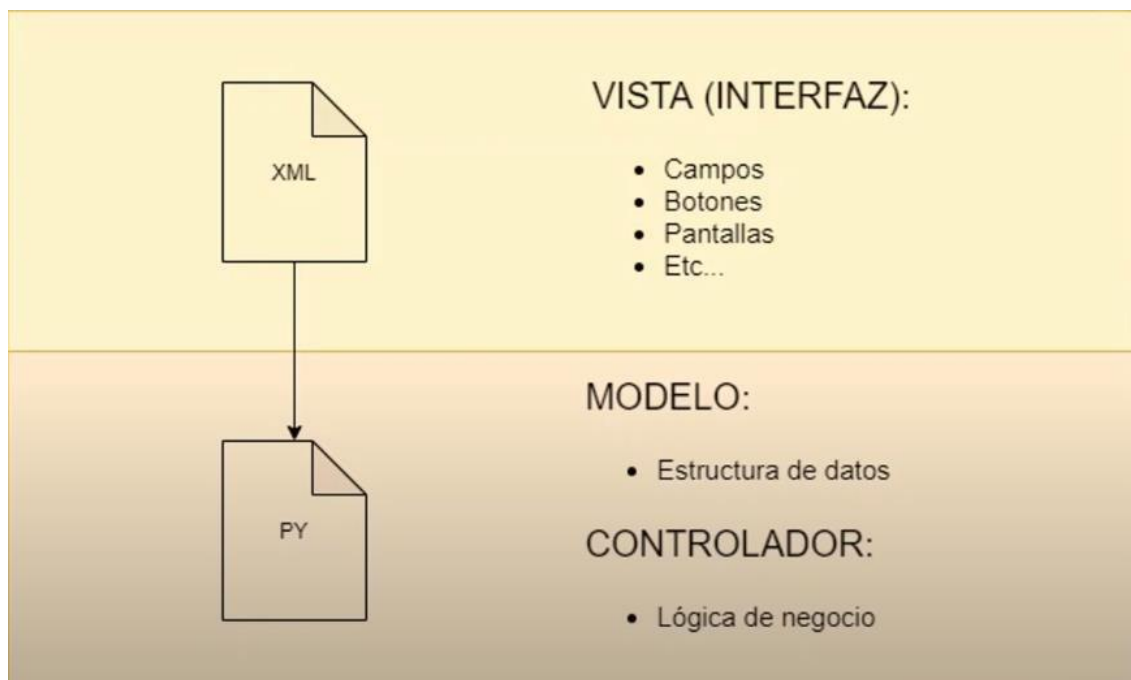 XML
VISTA (INTERFAZ):
• Campos
• Botones
• Pantallas
• Etc...
MODELO:
• Estructura de datos
PY
CONTROLADOR:
• Lógica de negocio